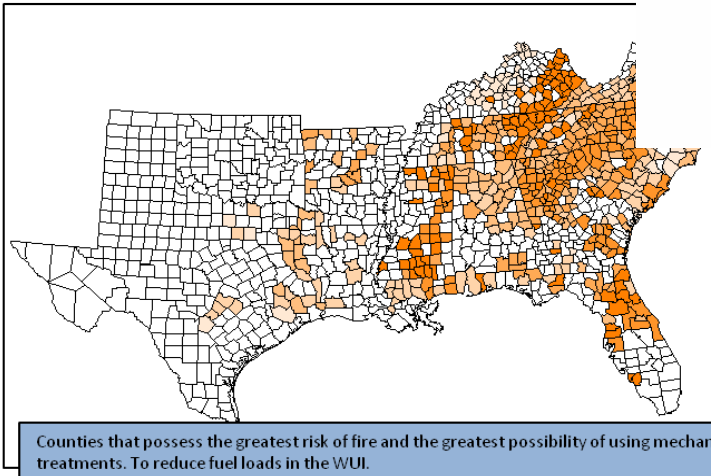 Counties that possess the greatest risk of fire and the greatest possibility of using mechan
treatments. To reduce fuel loads in the WUI.